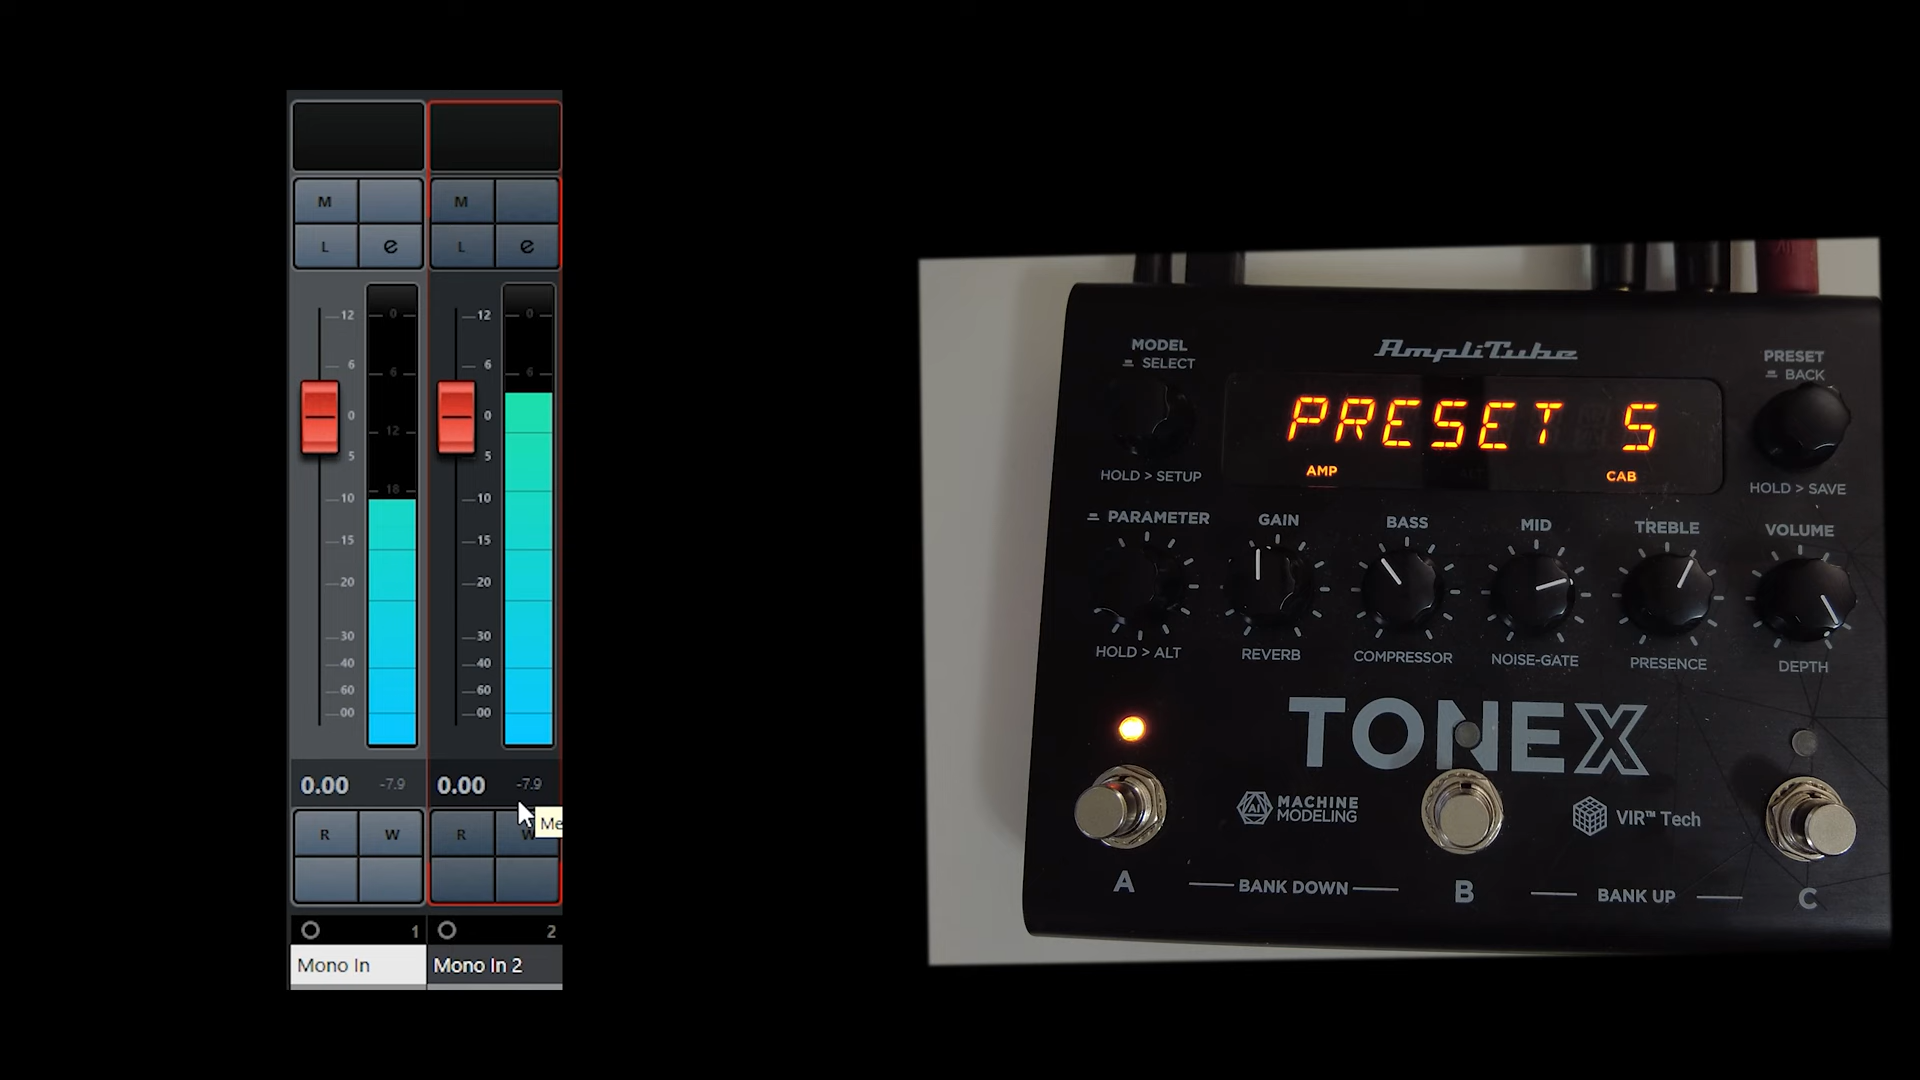 M
M
L e
L e
12
6
0
5
10
15
20
30
40
60
00
0
6
12
18
12
6
0
5
10
15
20
30
40
60
00
0
6
0.00 -7.9
0.00 -7.9
R W
R W
Me
1
2
Mono In
Mono In 2
AmpliTube
MODEL
SELECT
HOLD > SETUP
PRESET 5
AMP
CAB
PRESET
BACK
HOLD > SAVE
PARAMETER
GAIN
BASS
MID
TREBLE
VOLUME
HOLD > ALT
REVERB
COMPRESSOR
NOISE-GATE
PRESENCE
DEPTH
TONEX
AI MACHINE
MODELING
VIR™ Tech
A
BANK DOWN
B
BANK UP
C